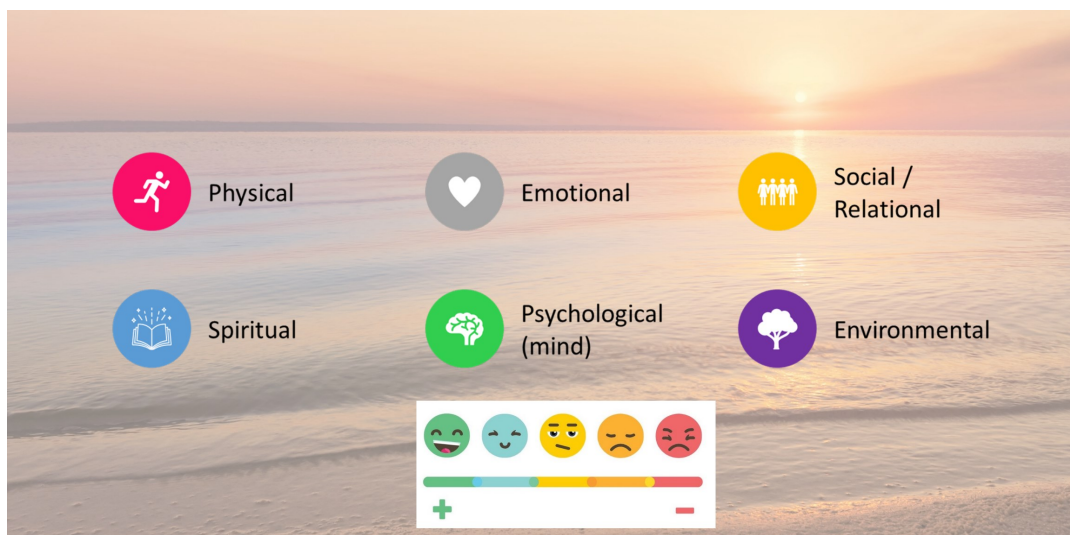 Physical
Emotional
Social /
Relational
Spiritual
Psychological
(mind)
Environmental
+
-